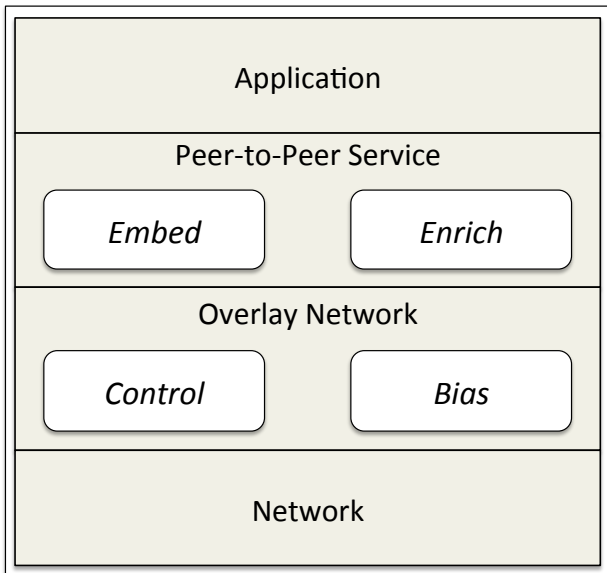 Application
Peer-to-Peer Service
Embed Enrich
Overlay Network
Control Bias
Network